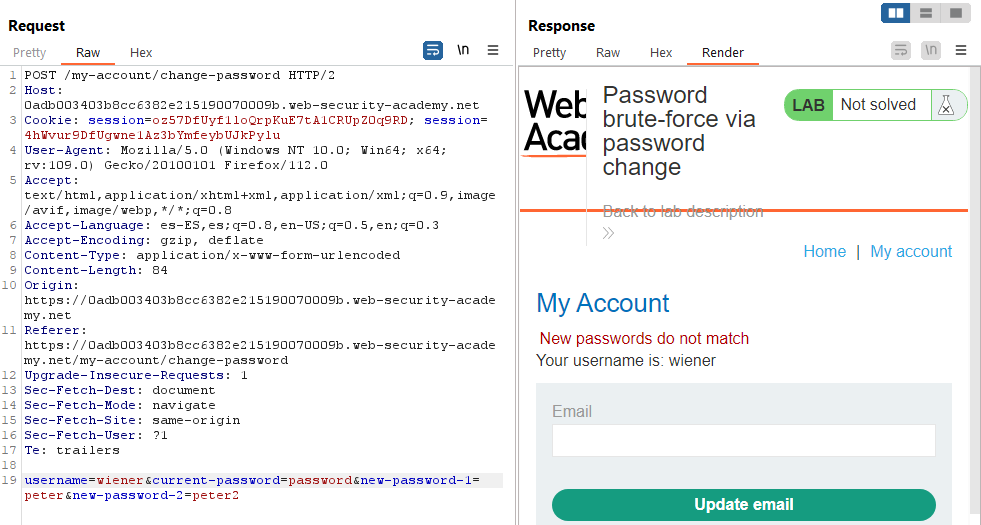 Request
Pretty Raw Hex
\n
1 POST /my-account/change-password HTTP/2
2 Host:
0adb003403b8cc6382e215190070009b.web-security-academy.net
3 Cookie: session=oz57DfUyf1loQrpKuE7tA1CRUpZOq9RD; session=
4hWvur9DfUgwne1Az3bYmfeybUJkPylu
4 User-Agent: Mozilla/5.0 (Windows NT 10.0; Win64; x64;
rv:109.0) Gecko/20100101 Firefox/112.0
5 Accept:
text/html,application/xhtml+xml,application/xml;q=0.9,image
/avif,image/webp,*/*;q=0.8
6 Accept-Language: es-ES,es;q=0.8,en-US;q=0.5,en;q=0.3
7 Accept-Encoding: gzip, deflate
8 Content-Type: application/x-www-form-urlencoded
9 Content-Length: 84
10 Origin:
https://0adb003403b8cc6382e215190070009b.web-security-acade
my.net
11 Referer:
https://0adb003403b8cc6382e215190070009b.web-security-acade
my.net/my-account/change-password
12 Upgrade-Insecure-Requests: 1
13 Sec-Fetch-Dest: document
14 Sec-Fetch-Mode: navigate
15 Sec-Fetch-Site: same-origin
16 Sec-Fetch-User: ?1
17 Te: trailers
18
19 username=wiener&current-password=password&new-password-1=
peter&new-password-2=peter2
Response
Pretty Raw Hex Render
\n
Web
Aca
Password
brute-force via
password
change
LAB Not solved
Back to lab description
Home | My account
My Account
New passwords do not match
Your username is: wiener
Email
Update email